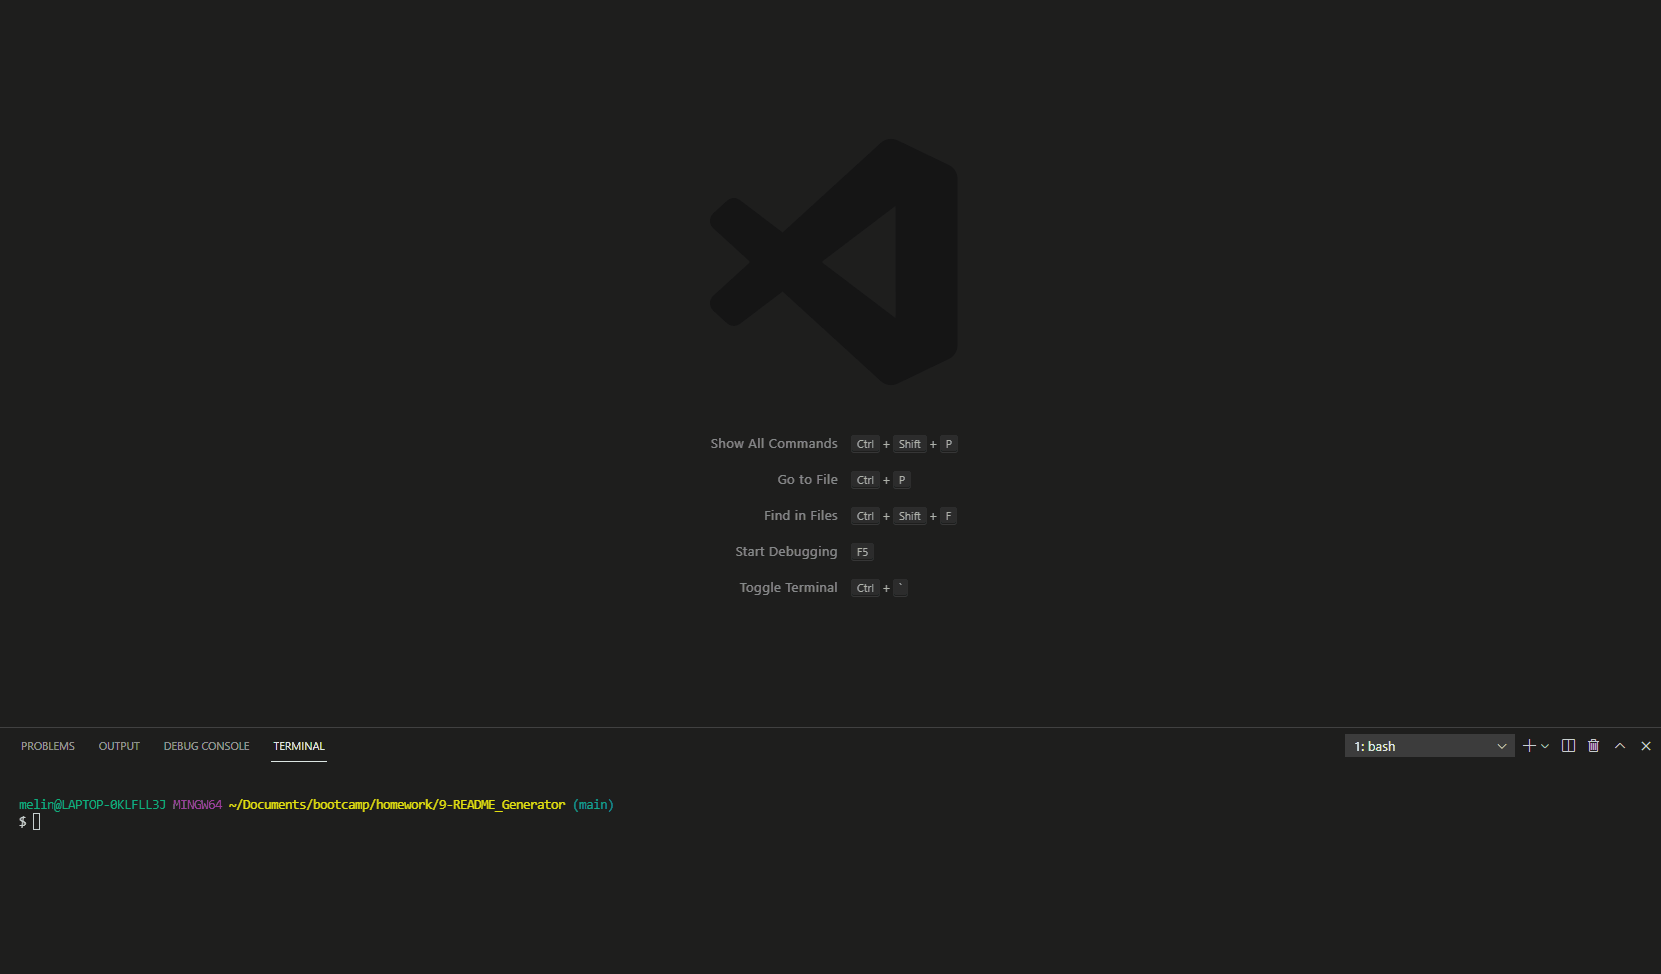 Show All Commands Ctrl + Shift + P
Go to File Ctrl + P
Find in Files Ctrl + Shift + F
Start Debugging F5
Toggle Terminal Ctrl + `
PROBLEMS OUTPUT DEBUG CONSOLE TERMINAL 1: bash
melin@LAPTOP-0KLFLL3J MINGW64 ~/Documents/bootcamp/homework/9-README_Generator (main)
$